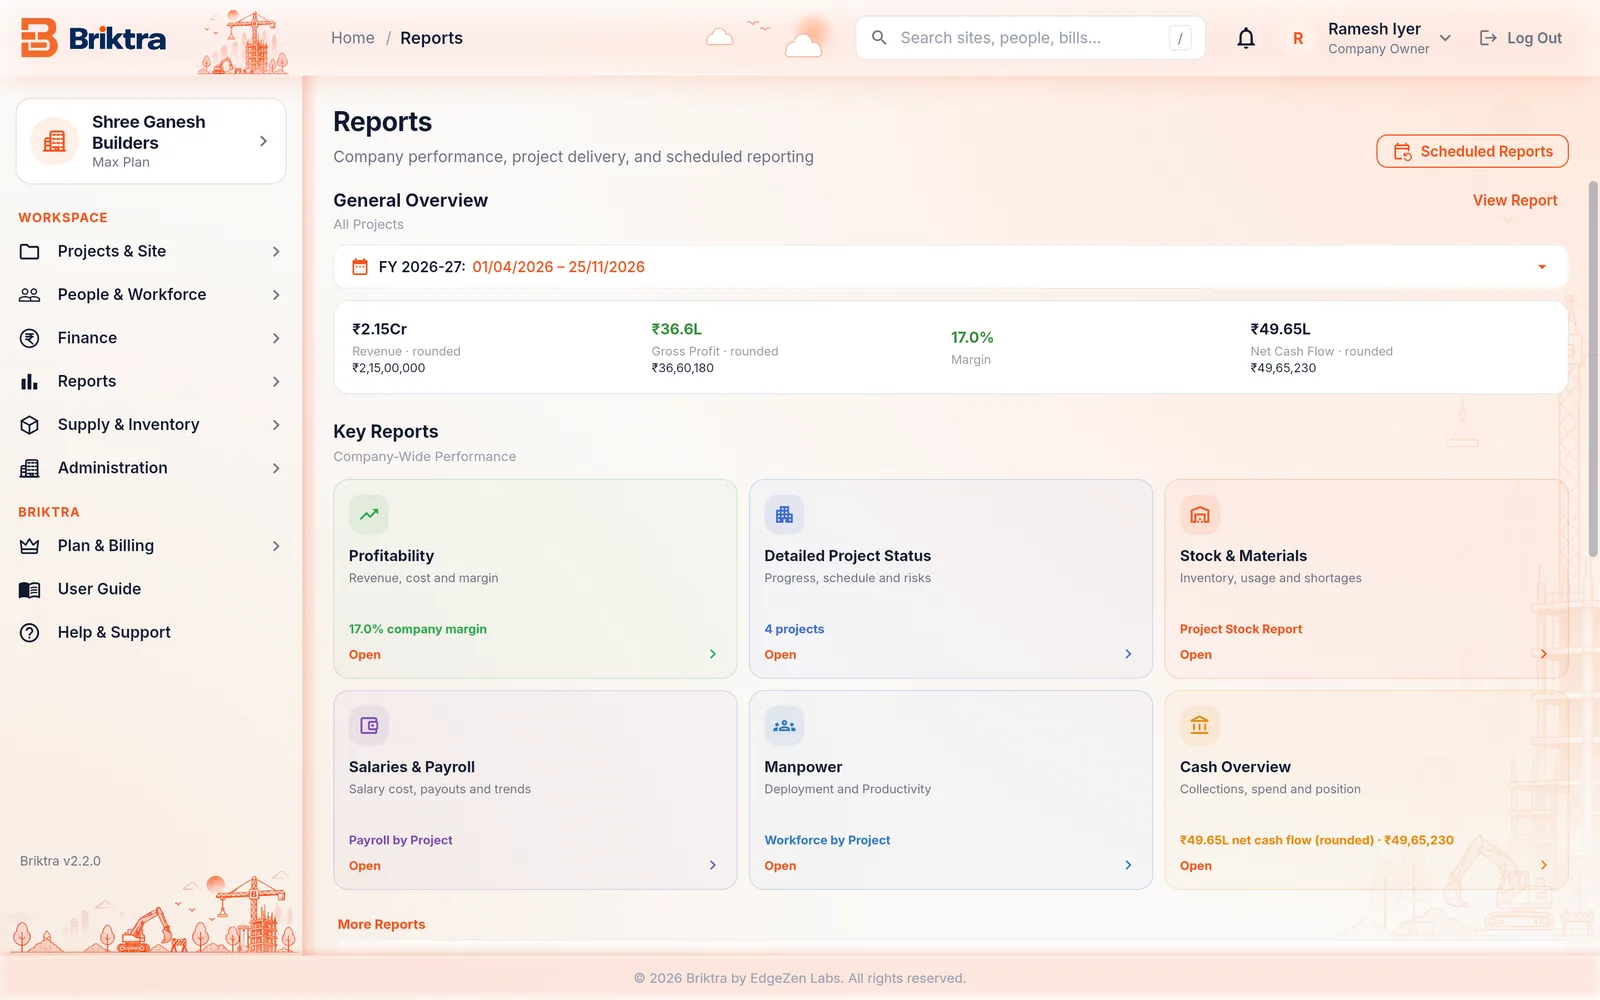 Briktra
Home / Reports
Search sites, people, bills... /
R
Ramesh Iyer
Company Owner
Log Out
Shree Ganesh
Builders
Max Plan
WORKSPACE
Projects & Site
People & Workforce
Finance
Reports
Supply & Inventory
Administration
BRIKTRA
Plan & Billing
User Guide
Help & Support
Briktra v2.2.0
Reports
Company performance, project delivery, and scheduled reporting
Scheduled Reports
General Overview
All Projects
View Report
FY 2026-27: 01/04/2026 – 25/11/2026
₹2.15Cr
Revenue · rounded
₹2,15,00,000
₹36.6L
Gross Profit · rounded
₹36,60,180
17.0%
Margin
₹49.65L
Net Cash Flow · rounded
₹49,65,230
Key Reports
Company-Wide Performance
Profitability
Revenue, cost and margin
17.0% company margin
Open
Detailed Project Status
Progress, schedule and risks
4 projects
Open
Stock & Materials
Inventory, usage and shortages
Project Stock Report
Open
Salaries & Payroll
Salary cost, payouts and trends
Payroll by Project
Open
Manpower
Deployment and Productivity
Workforce by Project
Open
Cash Overview
Collections, spend and position
₹49.65L net cash flow (rounded) · ₹49,65,230
Open
More Reports
© 2026 Briktra by EdgeZen Labs. All rights reserved.